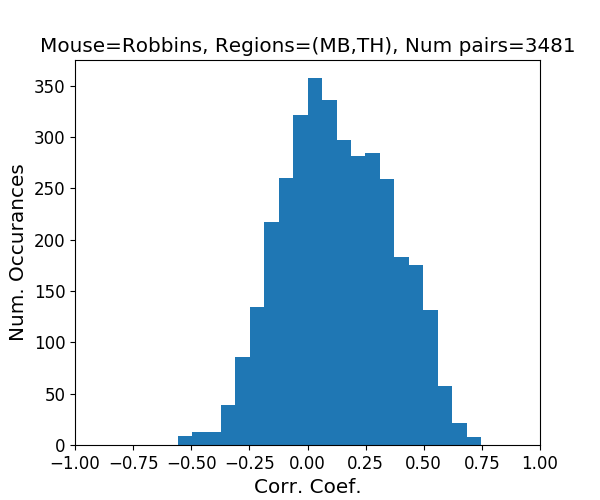 Mouse=Robbins, Regions=(MB,TH), Num pairs=3481
Num. Occurances
350
300
250
200
150
100
50
0
−1.00 −0.75 −0.50 −0.25 0.00 0.25 0.50 0.75 1.00
Corr. Coef.